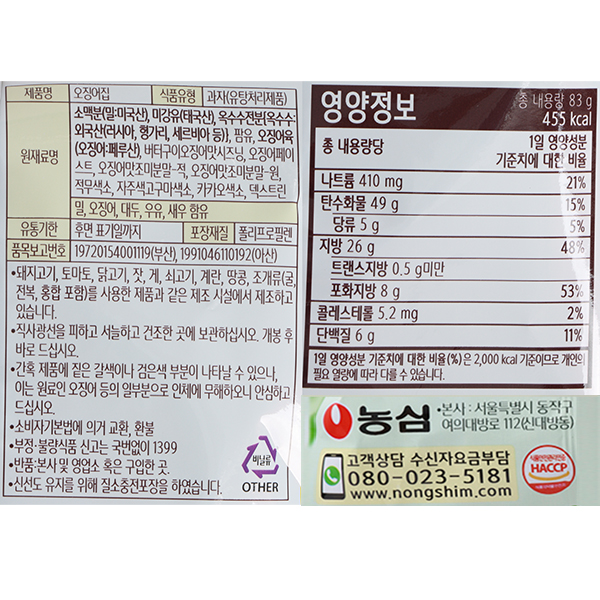 제품명 오징어집 식품유형 과자(유탕처리제품)
원재료명
소맥분(밀:미국산), 미강유(태국산), 옥수수전분(옥수수:
외국산(러시아, 헝가리, 세르비아 등)), 팜유, 오징어육
(오징어:페루산), 버터구이오징어맛시즈닝, 오징어페이
스트, 오징어맛조미분말-적, 오징어맛조미분말-원,
적무색소, 자주색고구마색소, 카카오색소, 덱스트린
밀, 오징어, 대두, 우유, 새우 함유
유통기한 후면 표기일까지 포장재질 폴리프로필렌
품목보고번호 19720154001119(부산), 1991046110192(아산)
•돼지고기, 토마토, 닭고기, 잣, 게, 쇠고기, 계란, 땅콩, 조개류(굴,
전복, 홍합 포함)를 사용한 제품과 같은 제조 시설에서 제조하고
있습니다.
•직사광선을 피하고 서늘하고 건조한 곳에 보관하십시오. 개봉 후
바로 드십시오.
•간혹 제품에 짙은 갈색이나 검은색 부분이 나타날 수 있으나,
이는 원료인 오징어 등의 일부분으로 인체에 무해하오니 안심하고
드십시오.
•소비자기본법에 의거 교환, 환불
•부정·불량식품 신고는 국번없이 1399
•반품:본사 및 영업소 혹은 구입한 곳.
•신선도 유지를 위해 질소충전포장을 하였습니다.
비닐류
OTHER
영양정보
총 내용량 83 g
455 kcal
총 내용량당 1일 영양성분
기준치에 대한 비율
나트륨 410 mg 21%
탄수화물 49 g 15%
당류 5 g 5%
지방 26 g 48%
트랜스지방 0.5 g미만
포화지방 8 g 53%
콜레스테롤 5.2 mg 2%
단백질 6 g 11%
1일 영양성분 기준치에 대한 비율(%)은 2,000 kcal 기준이므로 개인의
필요 열량에 따라 다를 수 있습니다.
농심
•본사 : 서울특별시 동작구
여의대방로 112(신대방동)
고객상담 수신자요금부담
080-023-5181
www.nongshim.com
HACCP